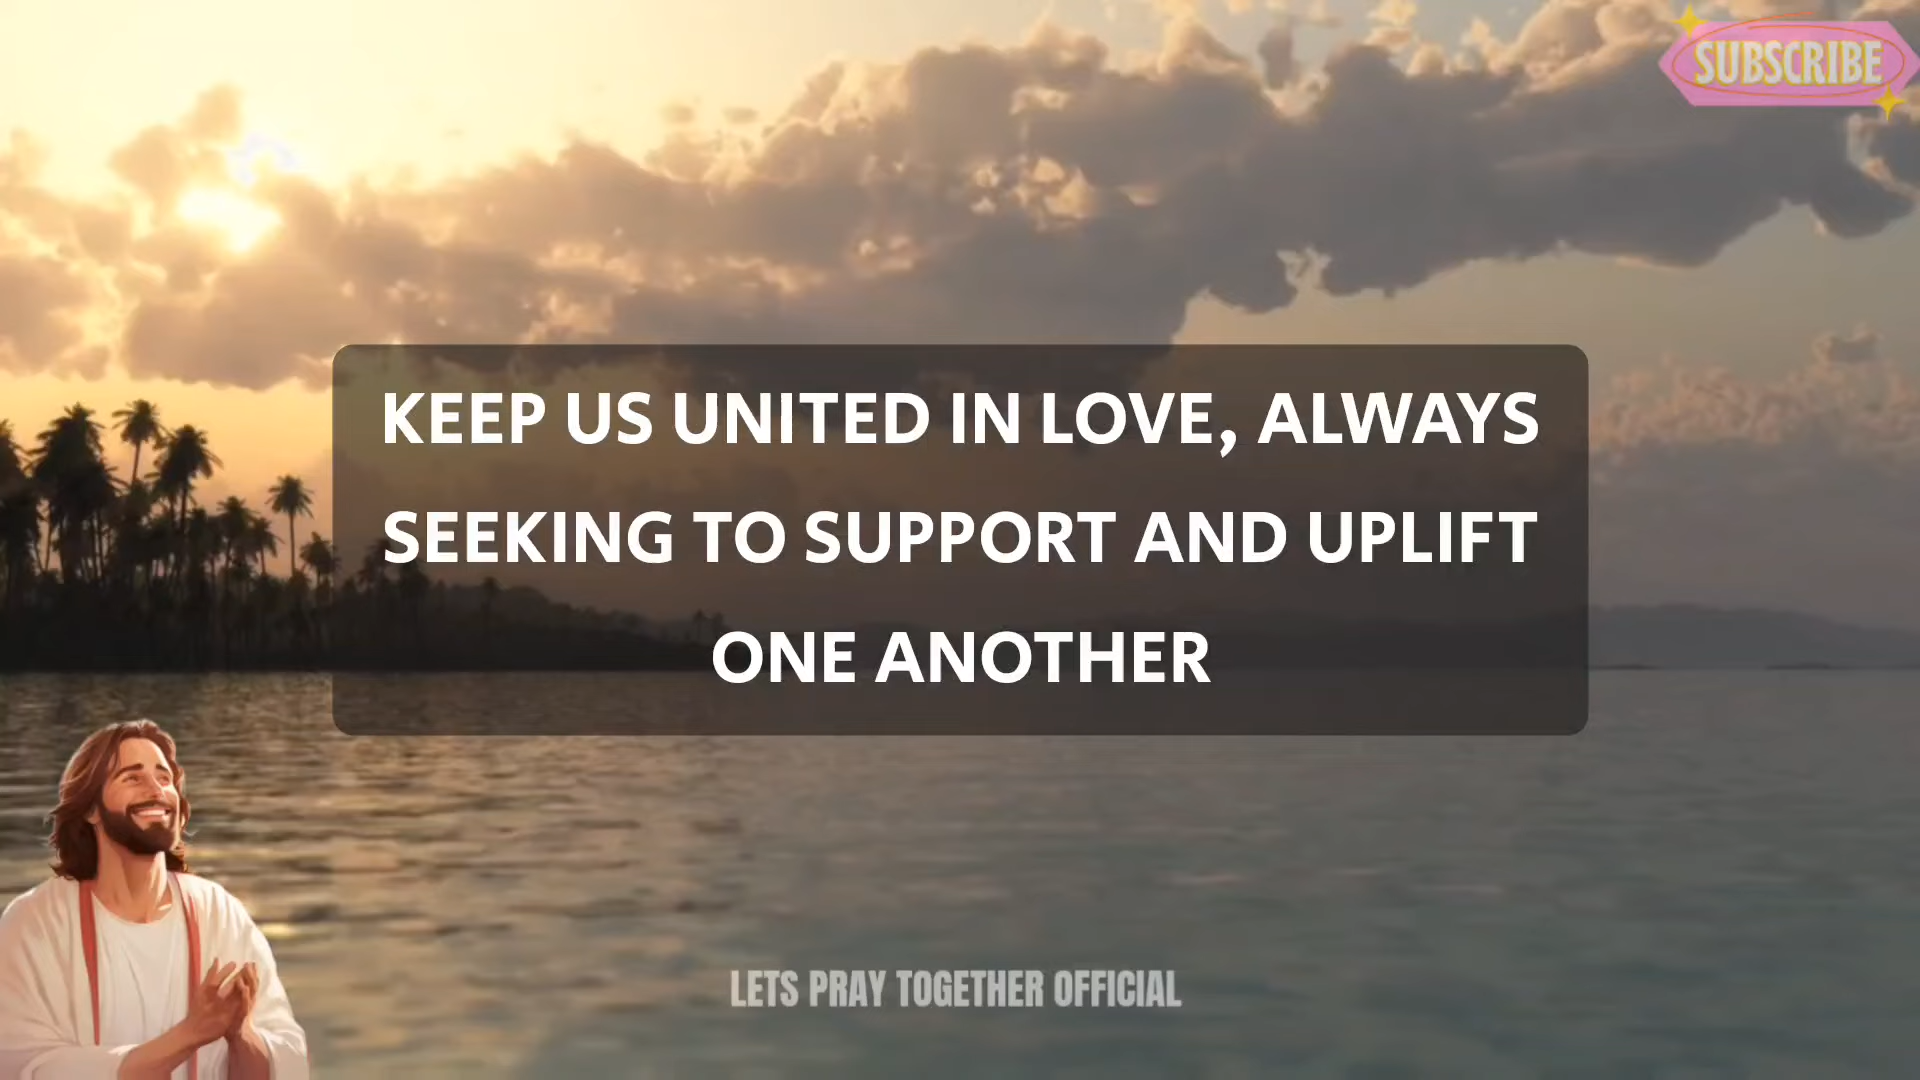 SUBSCRIBE
KEEP US UNITED IN LOVE, ALWAYS
SEEKING TO SUPPORT AND UPLIFT
ONE ANOTHER
LETS PRAY TOGETHER OFFICIAL